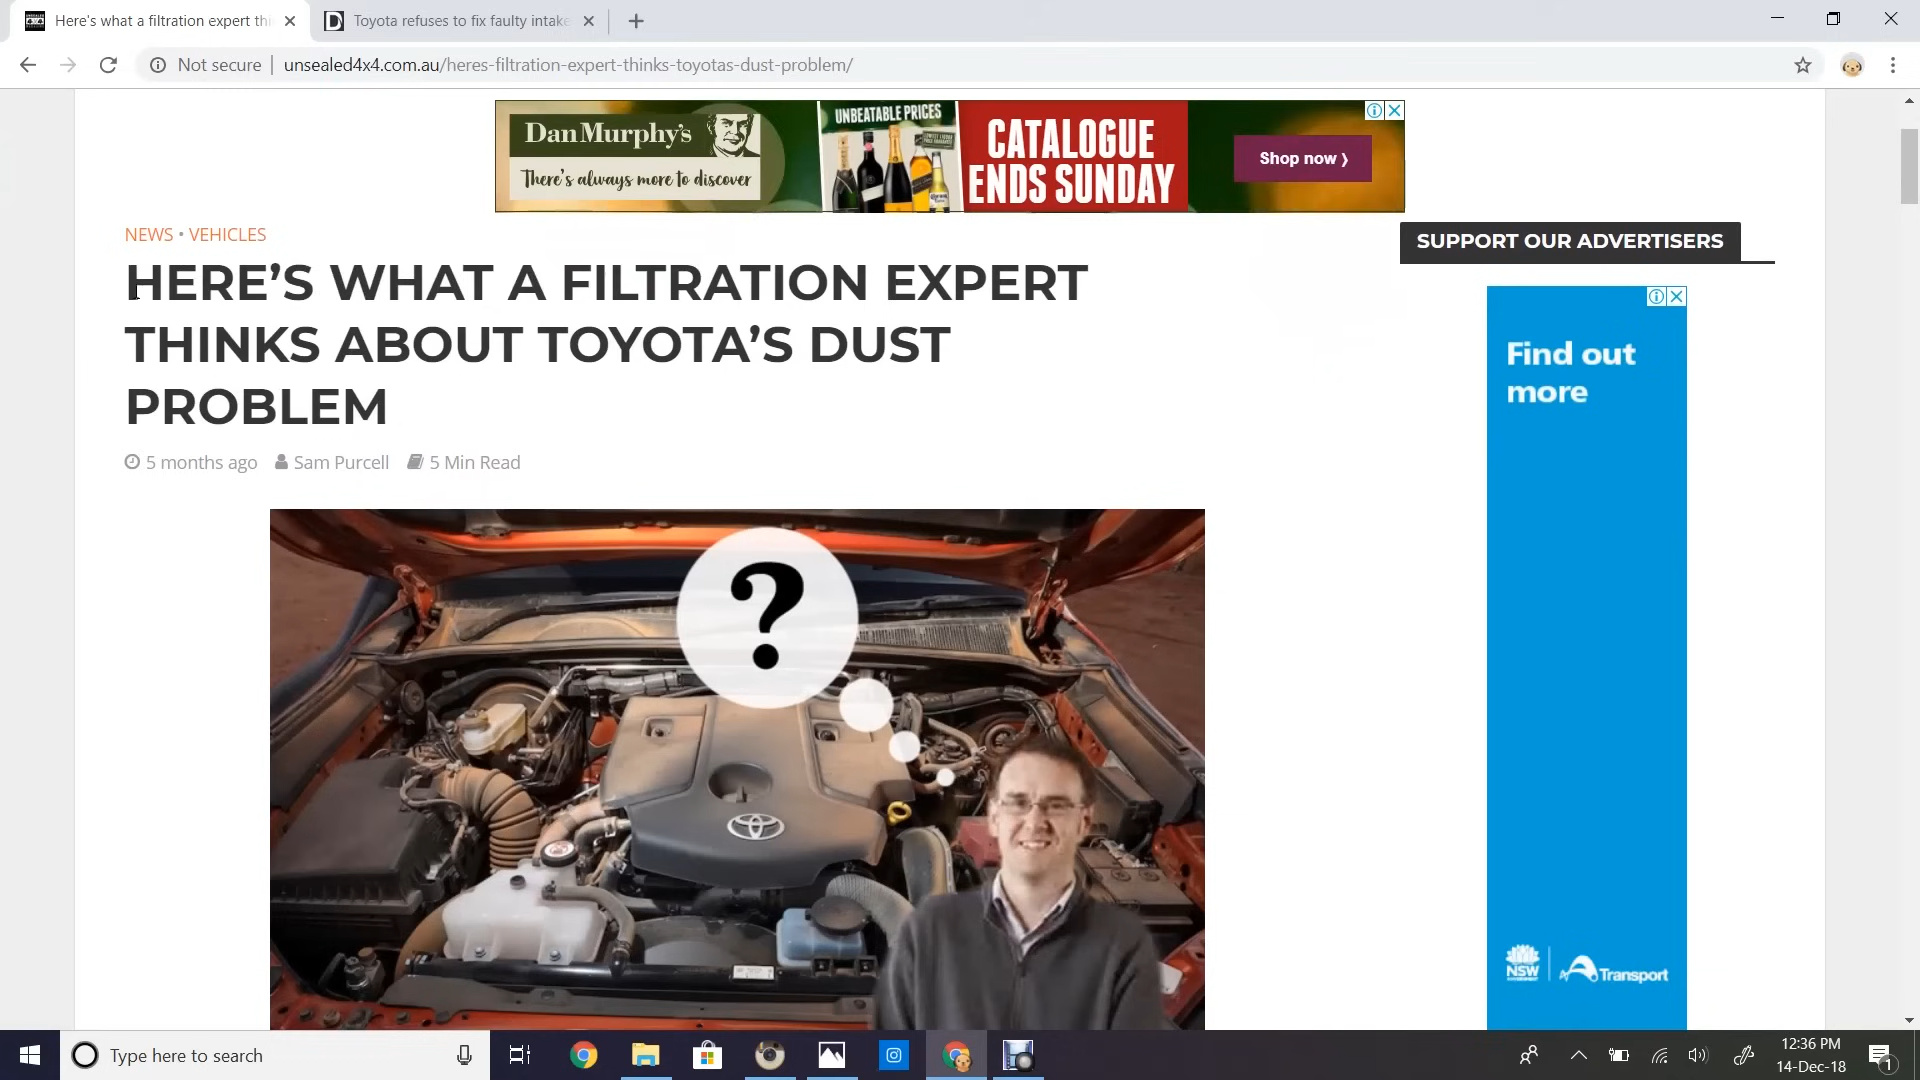 Here's what a filtration expert thi
Toyota refuses to fix faulty intake
Not secure
unsealed4x4.com.au/heres-filtration-expert-thinks-toyotas-dust-problem/
Dan Murphy's
There's always more to discover
UNBEATABLE PRICES
CATALOGUE
ENDS SUNDAY
Shop now ❭
NEWS • VEHICLES
HERE'S WHAT A FILTRATION EXPERT
THINKS ABOUT TOYOTA'S DUST
PROBLEM
5 months ago Sam Purcell 5 Min Read
SUPPORT OUR ADVERTISERS
Find out
more
?
NSW
GOVERNMENT
Transport
Type here to search
12:36 PM
14-Dec-18
1